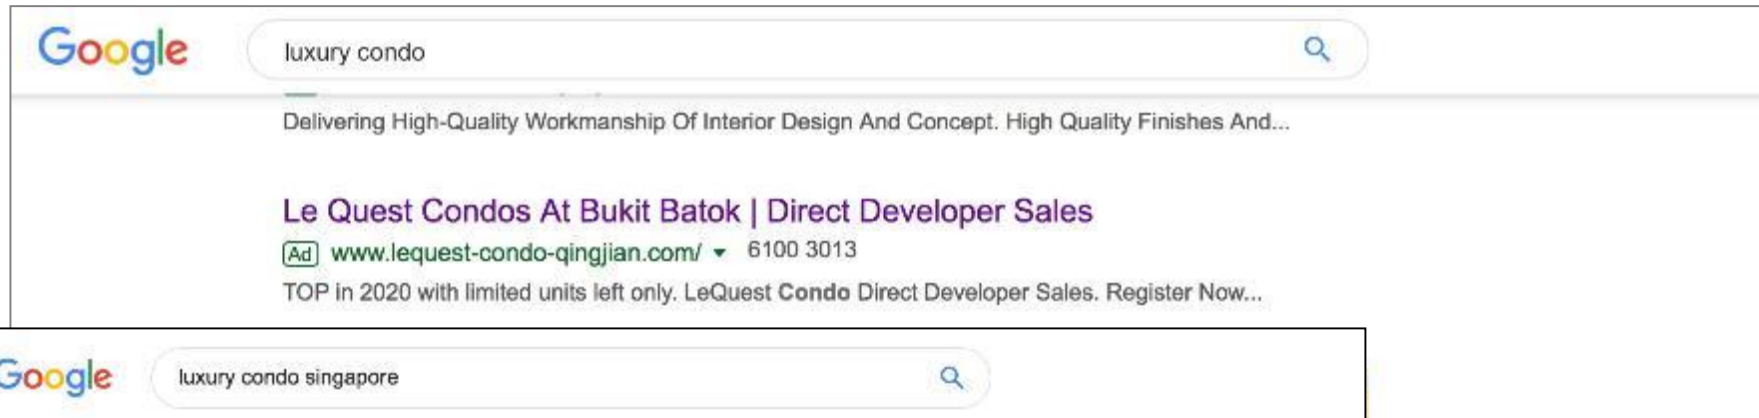 Google luxury condo
Delivering High-Quality Workmanship Of Interior Design And Concept. High Quality Finishes And...
Le Quest Condos At Bukit Batok | Direct Developer Sales
Ad www.lequest-condo-qingjian.com/ 6100 3013
TOP in 2020 with limited units left only. LeQuest Condo Direct Developer Sales. Register Now...
Google luxury condo singapore